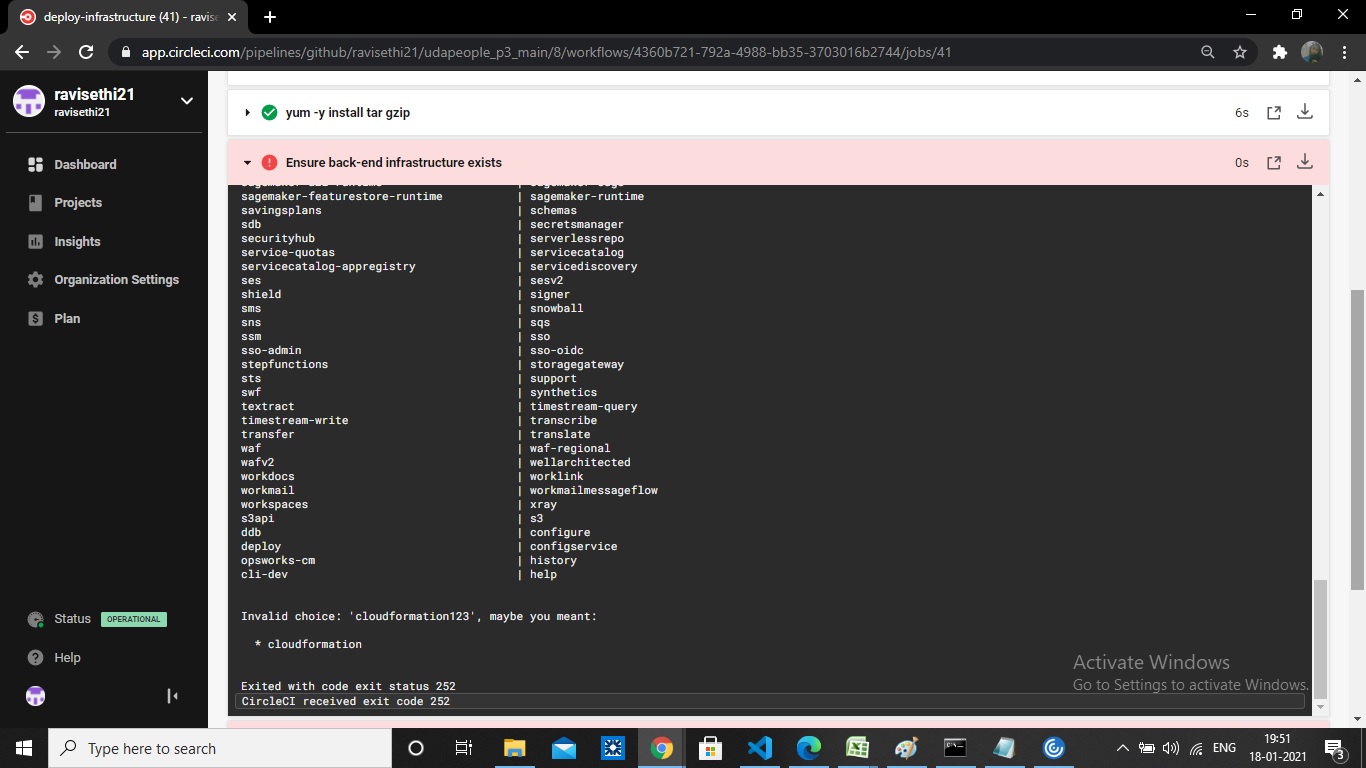 deploy-infrastructure (41) - ravise
app.circleci.com/pipelines/github/ravisethi21/udapeople_p3_main/8/workflows/4360b721-792a-4988-bb35-3703016b2744/jobs/41
ravisethi21
ravisethi21
Dashboard
Projects
Insights
Organization Settings
Plan
Status OPERATIONAL
Help
yum -y install tar gzip 6s
Ensure back-end infrastructure exists 0s
sagemaker-featurestore-runtime | sagemaker-runtime
savingsplans | schemas
sdb | secretsmanager
securityhub | serverlessrepo
service-quotas | servicecatalog
servicecatalog-appregistry | servicediscovery
ses | sesv2
shield | signer
sms | snowball
sns | sqs
ssm | sso
sso-admin | sso-oidc
stepfunctions | storagegateway
sts | support
swf | synthetics
textract | timestream-query
timestream-write | transcribe
transfer | translate
waf | waf-regional
wafv2 | wellarchitected
workdocs | worklink
workmail | workmailmessageflow
workspaces | xray
s3api | s3
ddb | configure
deploy | configservice
opsworks-cm | history
cli-dev | help
Invalid choice: 'cloudformation123', maybe you meant:
* cloudformation
Exited with code exit status 252
CircleCI received exit code 252
Activate Windows
Go to Settings to activate Windows.
Type here to search
ENG
19:51
18-01-2021
3